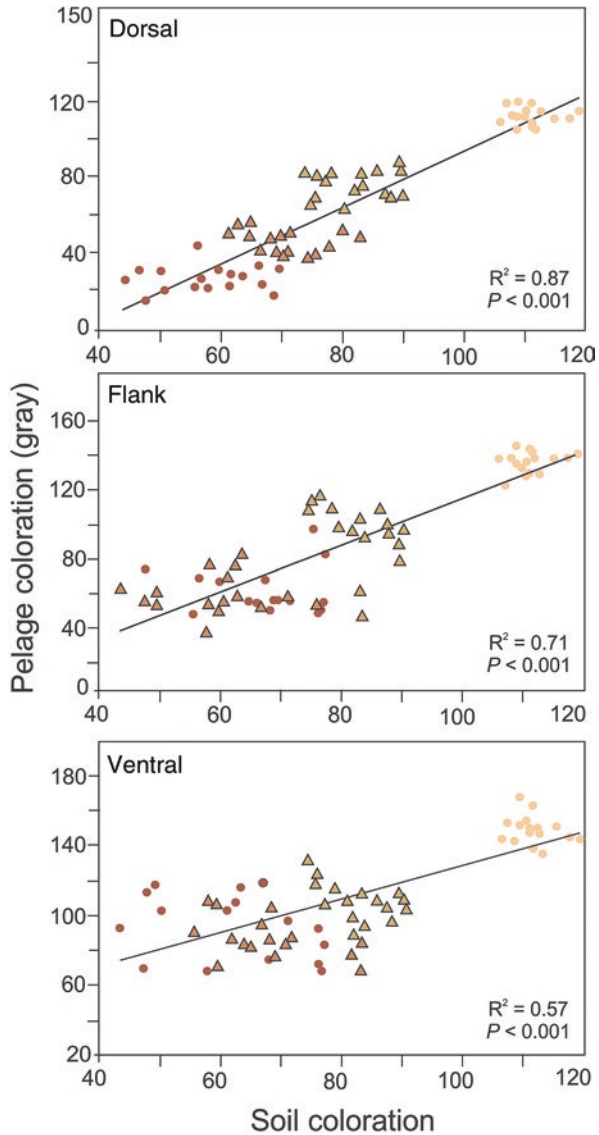 150
Dorsal
120
80
40
0
R² = 0.87
P < 0.001
40 60 80 100 120
Pelage coloration (gray)
Flank
160
120
80
40
0
R² = 0.71
P < 0.001
40 60 80 100 120
Ventral
180
140
100
60
20
R² = 0.57
P < 0.001
40 60 80 100 120
Soil coloration